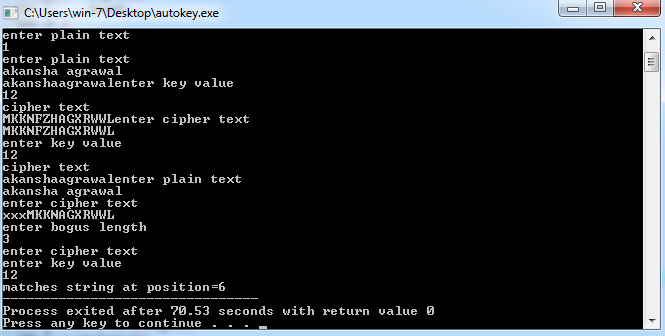 C:\Users\win-7\Desktop\autokey.exe
enter plain text
1
enter plain text
akansha agrawal
akanshaagrawalenter key value
12
cipher text
MKKNFZHAGXRWWLenter cipher text
MKKNFZHAGXRWWL
enter key value
12
cipher text
akanshaagrawalenter plain text
akansha agrawal
enter cipher text
xxxMKKNAGXRWWL
enter bogus length
3
enter cipher text
enter key value
12
matches string at position=6
--------------------------------
Process exited after 70.53 seconds with return value 0
Press any key to continue . . .